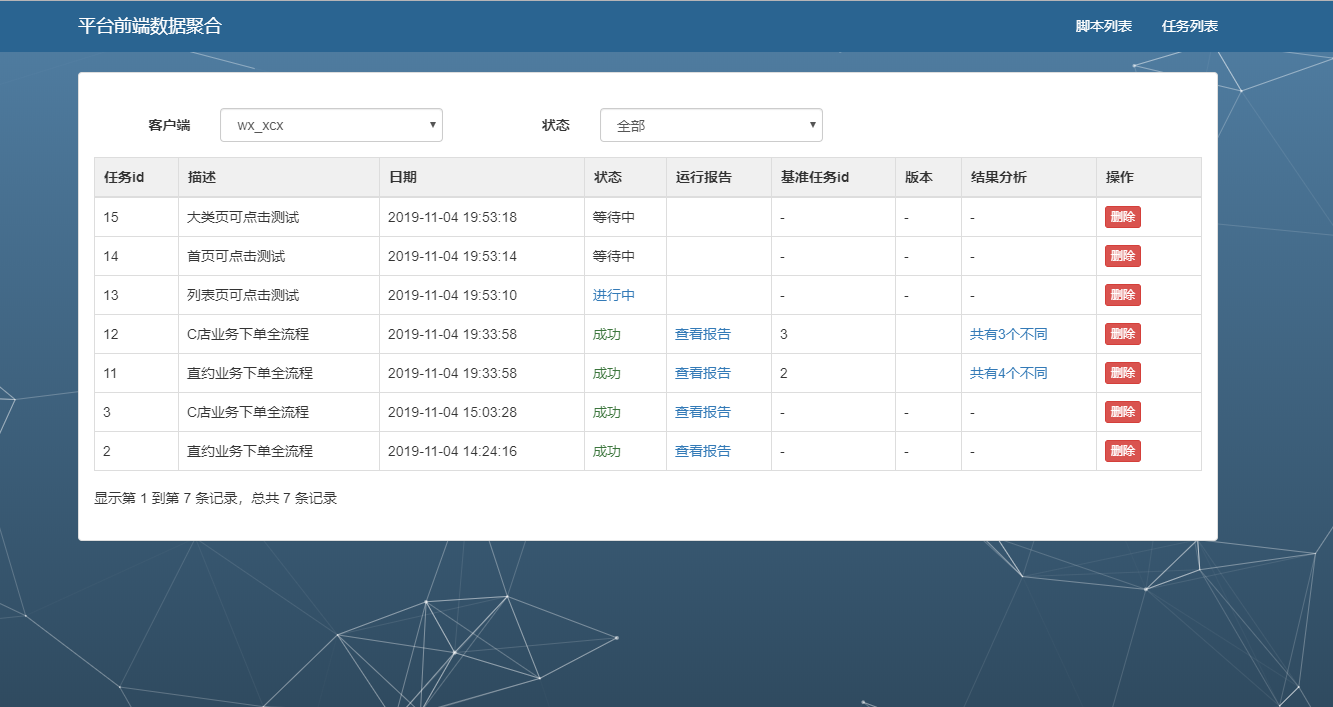 平台前端数据聚合 脚本列表 任务列表
客户端 wx_xcx 状态 全部
任务id 描述 日期 状态 运行报告 基准任务id 版本 结果分析 操作
15 大类页可点击测试 2019-11-04 19:53:18 等待中 - - - 删除
14 首页可点击测试 2019-11-04 19:53:14 等待中 - - - 删除
13 列表页可点击测试 2019-11-04 19:53:10 进行中 - - - 删除
12 C店业务下单全流程 2019-11-04 19:33:58 成功 查看报告 3 共有3个不同 删除
11 直约业务下单全流程 2019-11-04 19:33:58 成功 查看报告 2 共有4个不同 删除
3 C店业务下单全流程 2019-11-04 15:03:28 成功 查看报告 - - - 删除
2 直约业务下单全流程 2019-11-04 14:24:16 成功 查看报告 - - - 删除
显示第 1 到第 7 条记录，总共 7 条记录